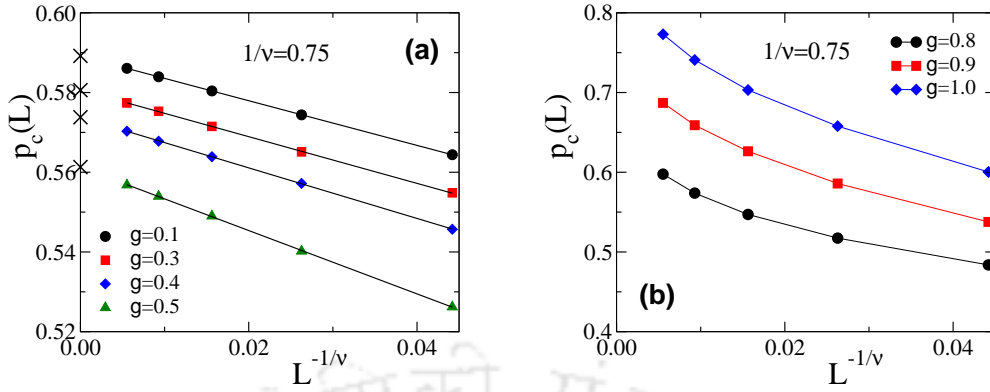 0.60
0.58
0.56
0.54
0.52
p_c(L)
1/ν=0.75
(a)
g=0.1
g=0.3
g=0.4
g=0.5
0.00
0.02
0.04
L^{-1/ν}
0.8
0.7
0.6
0.5
0.4
p_c(L)
1/ν=0.75
g=0.8
g=0.9
g=1.0
(b)
0.00
0.02
0.04
L^{-1/ν}